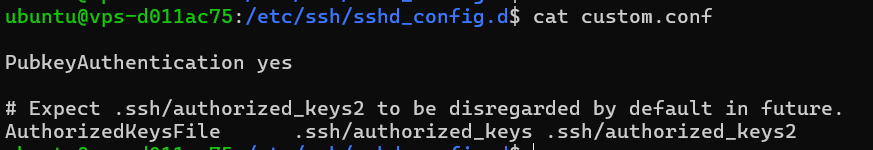 ubuntu@vps-d011ac75:/etc/ssh/sshd_config.d$ cat custom.conf
PubkeyAuthentication yes
# Expect .ssh/authorized_keys2 to be disregarded by default in future.
AuthorizedKeysFile      .ssh/authorized_keys .ssh/authorized_keys2